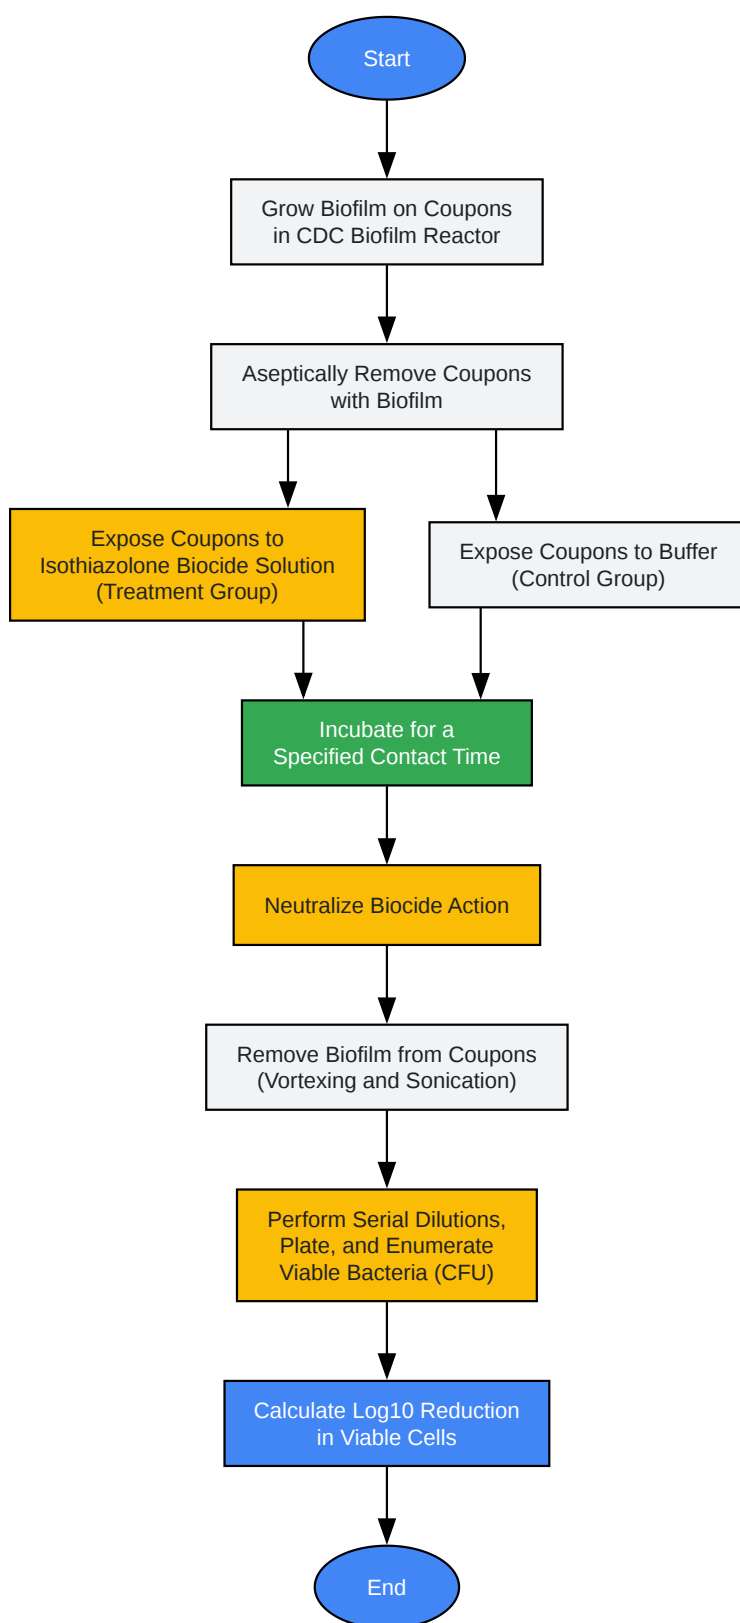 Start
Grow Biofilm on Coupons
in CDC Biofilm Reactor
Aseptically Remove Coupons
with Biofilm
Expose Coupons to
Isothiazolone Biocide Solution
(Treatment Group)
Expose Coupons to Buffer
(Control Group)
Incubate for a
Specified Contact Time
Neutralize Biocide Action
Remove Biofilm from Coupons
(Vortexing and Sonication)
Perform Serial Dilutions,
Plate, and Enumerate
Viable Bacteria (CFU)
Calculate Log10 Reduction
in Viable Cells
End